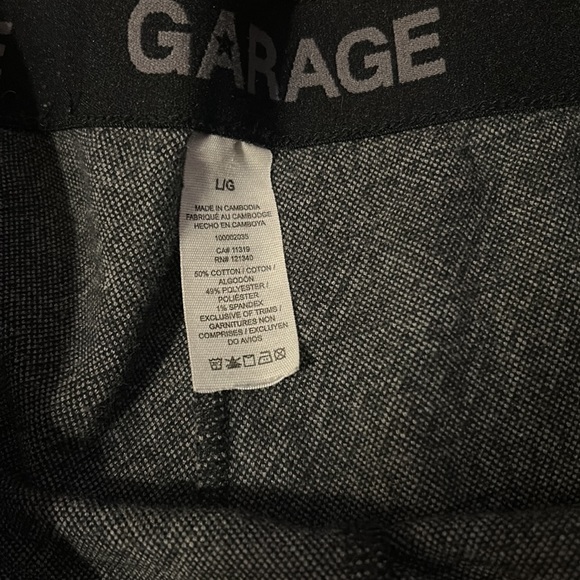 GARAGE
L/G
MADE IN CAMBODIA
FABRIQUÉ AU CAMBODGE
HECHO EN CAMBOYA
100002035
CA# 11319
RN# 121340
50% COTTON / COTON /
ALGODÓN
49% POLYESTER /
POLIÉSTER
1% SPANDEX
EXCLUSIVE OF TRIMS /
GARNITURES NON
COMPRISES / EXCLUYEN
DO AVIOS